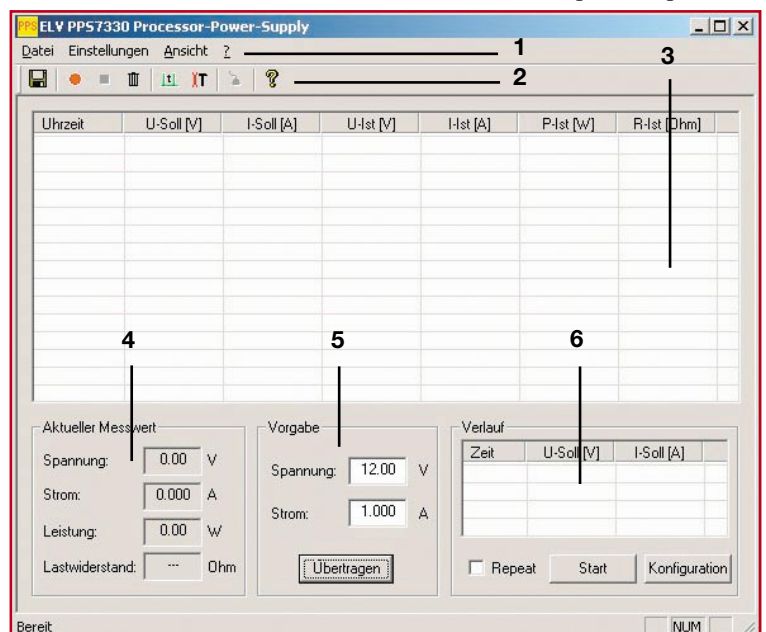 PPS ELV PPS7330 Processor-Power-Supply
Datei Einstellungen Ansicht ? 1
2
3
Uhrzeit U-Soll [V] I-Soll [A] U-Ist [V] I-Ist [A] P-Ist [W] R-Ist [Ohm]
4 5 6
Aktueller Messwert
Spannung: 0.00 V
Strom: 0.000 A
Leistung: 0.00 W
Lastwiderstand: --- Ohm
Vorgabe
Spannung: 12.00 V
Strom: 1.000 A
Übertragen
Verlauf
Zeit U-Soll [V] I-Soll [A]
Repeat Start Konfiguration
Bereit NUM